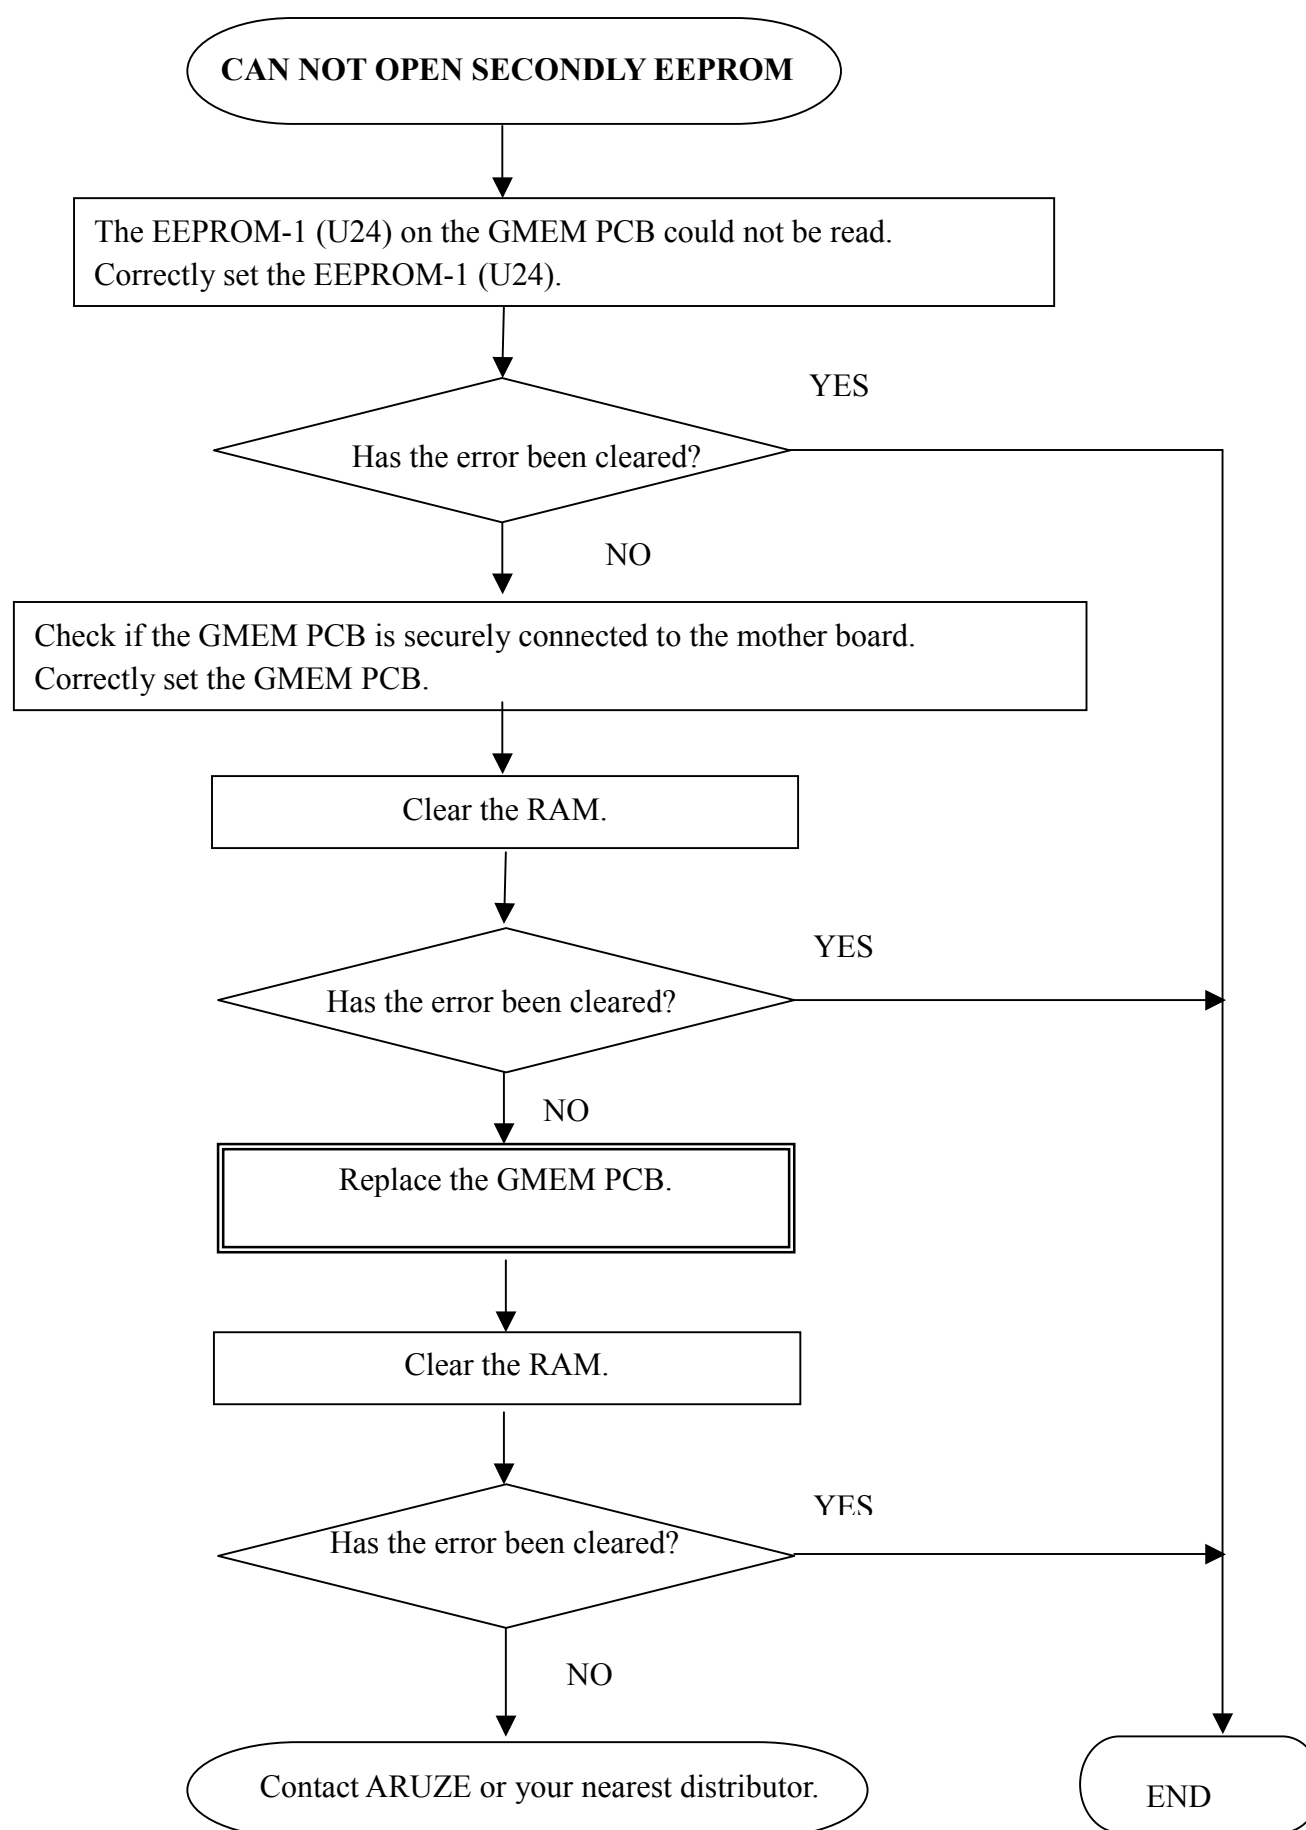 CAN NOT OPEN SECONDLY EEPROM
The EEPROM-1 (U24) on the GMEM PCB could not be read.
Correctly set the EEPROM-1 (U24).
YES
Has the error been cleared?
NO
Check if the GMEM PCB is securely connected to the mother board.
Correctly set the GMEM PCB.
Clear the RAM.
YES
Has the error been cleared?
NO
Replace the GMEM PCB.
Clear the RAM.
YES
Has the error been cleared?
NO
Contact ARUZE or your nearest distributor.
END